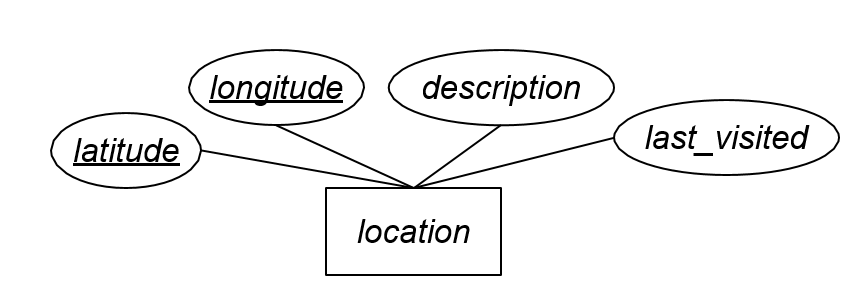 longitude
description
latitude
last_visited
location